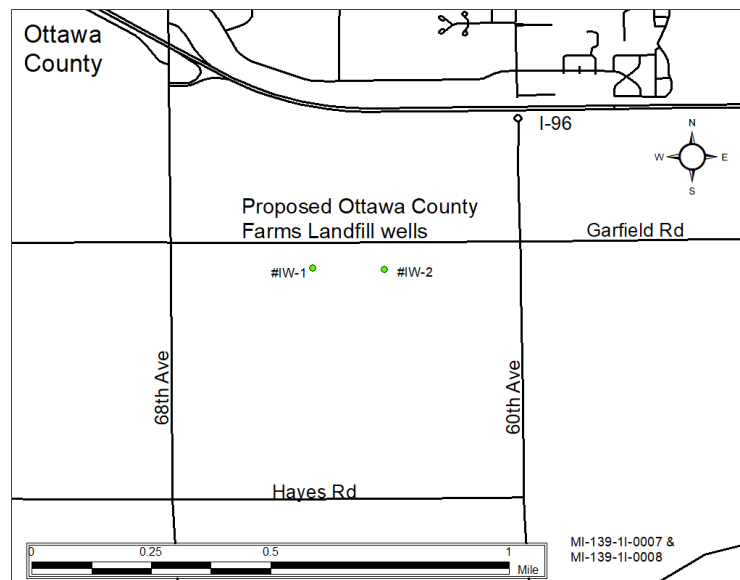 Ottawa
County
I-96
N
W
E
S
Proposed Ottawa County
Farms Landfill wells
Garfield Rd
#IW-1
#IW-2
68th Ave
60th Ave
Hayes Rd
0 0.25 0.5 1
Mile
MI-139-1I-0007 &
MI-139-1I-0008